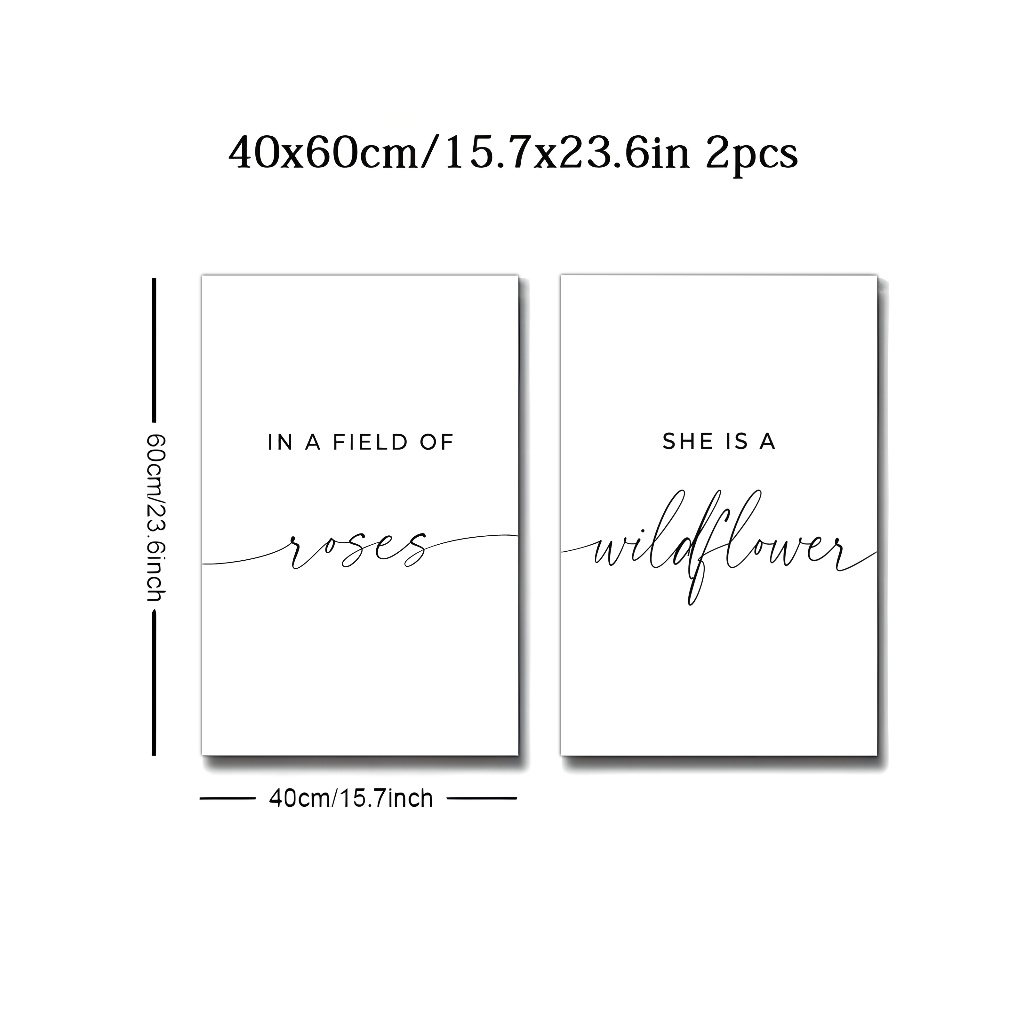 40x60cm/15.7x23.6in 2pcs
60cm/23.6inch
IN A FIELD OF
roses
SHE IS A
wildflower
40cm/15.7inch